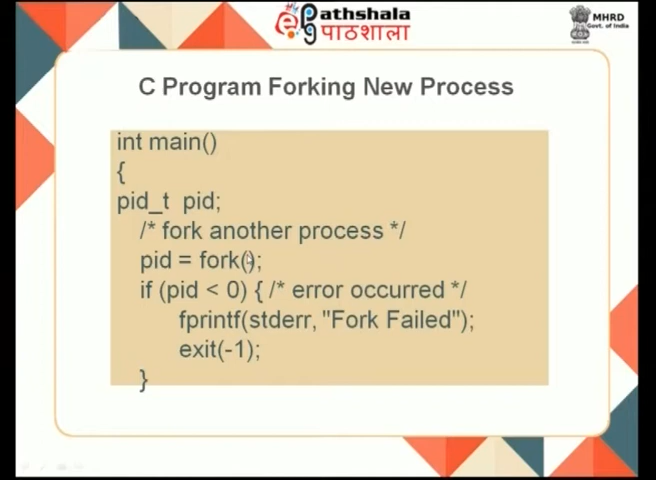 Pathshala
पाठशाला
MHRD
Govt. of India
C Program Forking New Process
int main()
{
pid_t pid;
/* fork another process */
pid = fork();
if (pid < 0) { /* error occurred */
fprintf(stderr, "Fork Failed");
exit(-1);
}